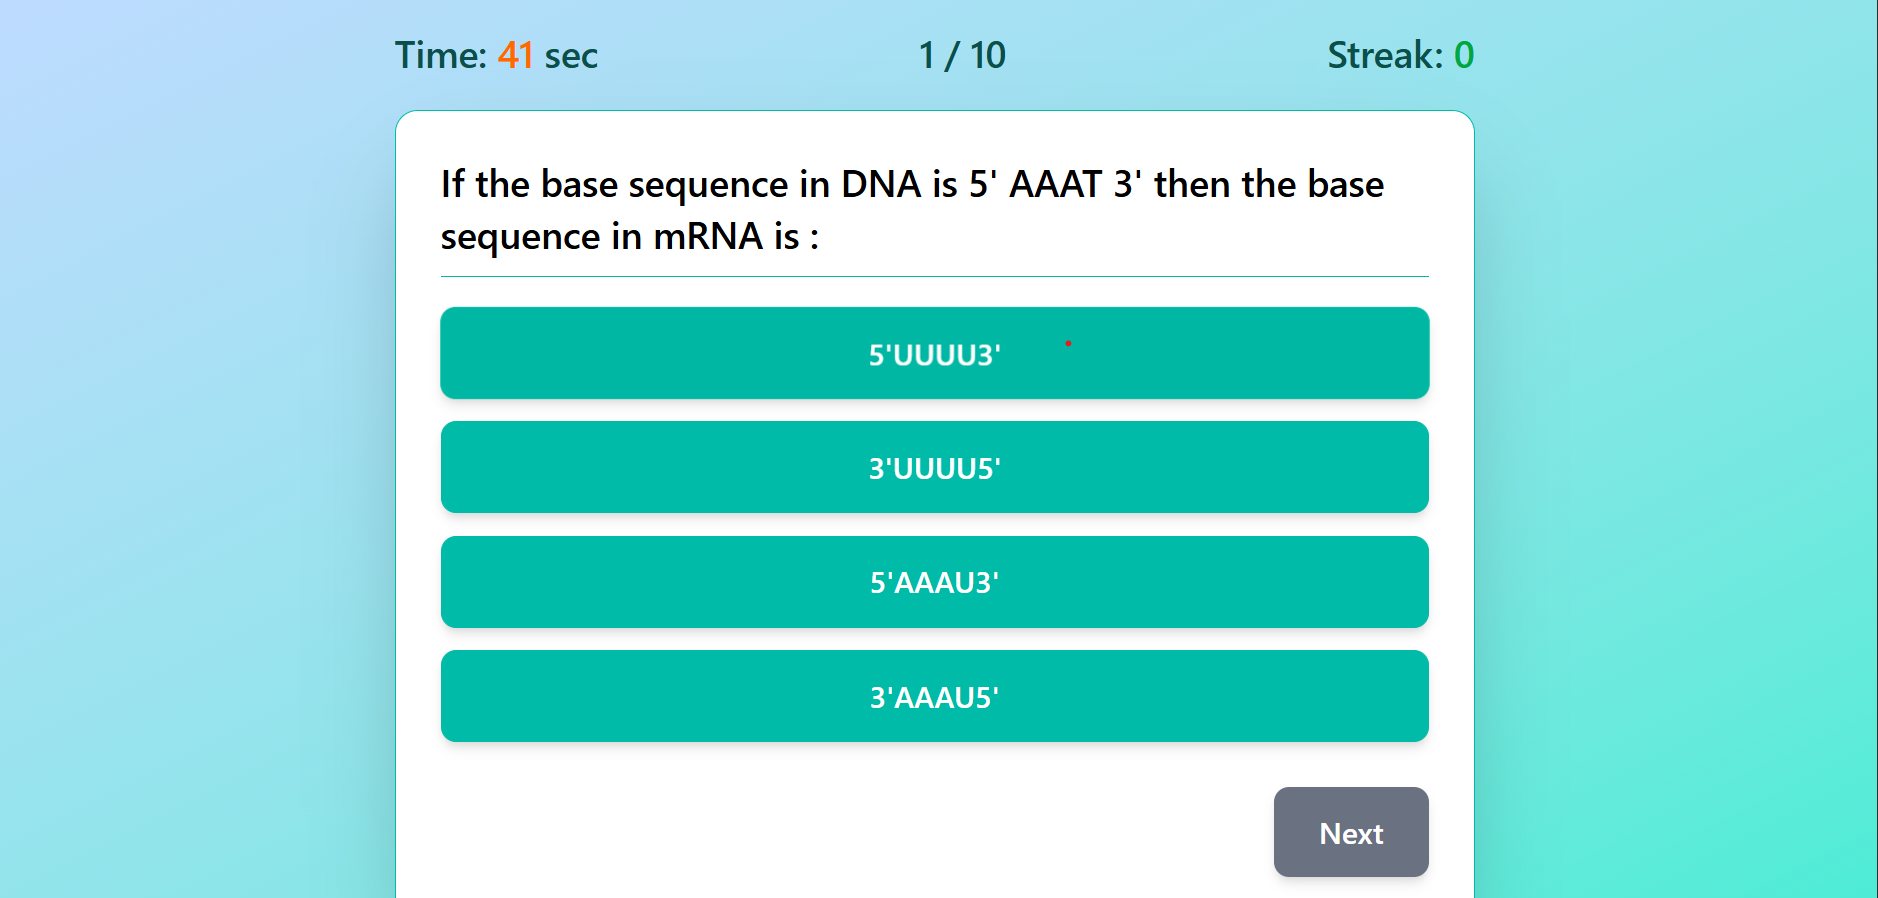 Time: 41 sec
1 / 10
Streak: 0
If the base sequence in DNA is 5' AAAT 3' then the base
sequence in mRNA is :
5'UUUU3'
3'UUUU5'
5'AAAU3'
3'AAAU5'
Next